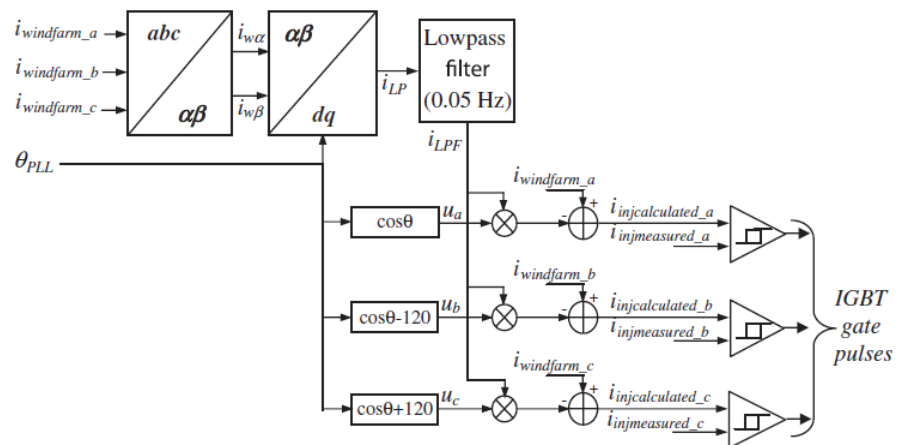 i_windfarm_a
i_windfarm_b
i_windfarm_c
abc
αβ
i_wα
i_wβ
αβ
dq
i_LP
Lowpass
filter
(0.05 Hz)
i_LPF
θ_PLL
cosθ
u_a
i_windfarm_a
-
+
i_injcalculated_a
i_injmeasured_a
cosθ-120
u_b
i_windfarm_b
-
+
i_injcalculated_b
i_injmeasured_b
cosθ+120
u_c
i_windfarm_c
-
+
i_injcalculated_c
i_injmeasured_c
IGBT
gate
pulses